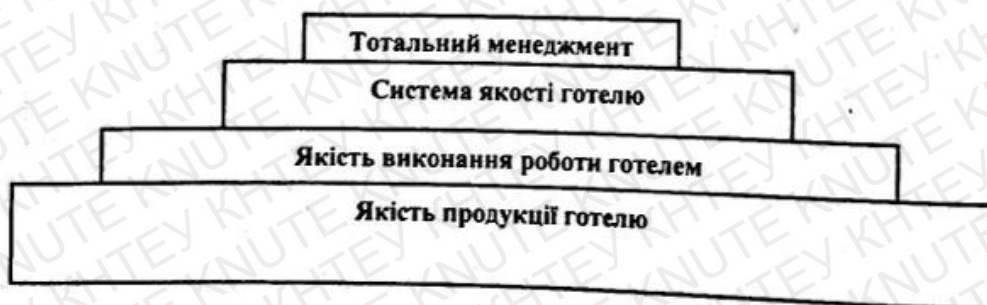 Тотальний менеджмент
Система якості готелю
Якість виконання роботи готелем
Якість продукції готелю